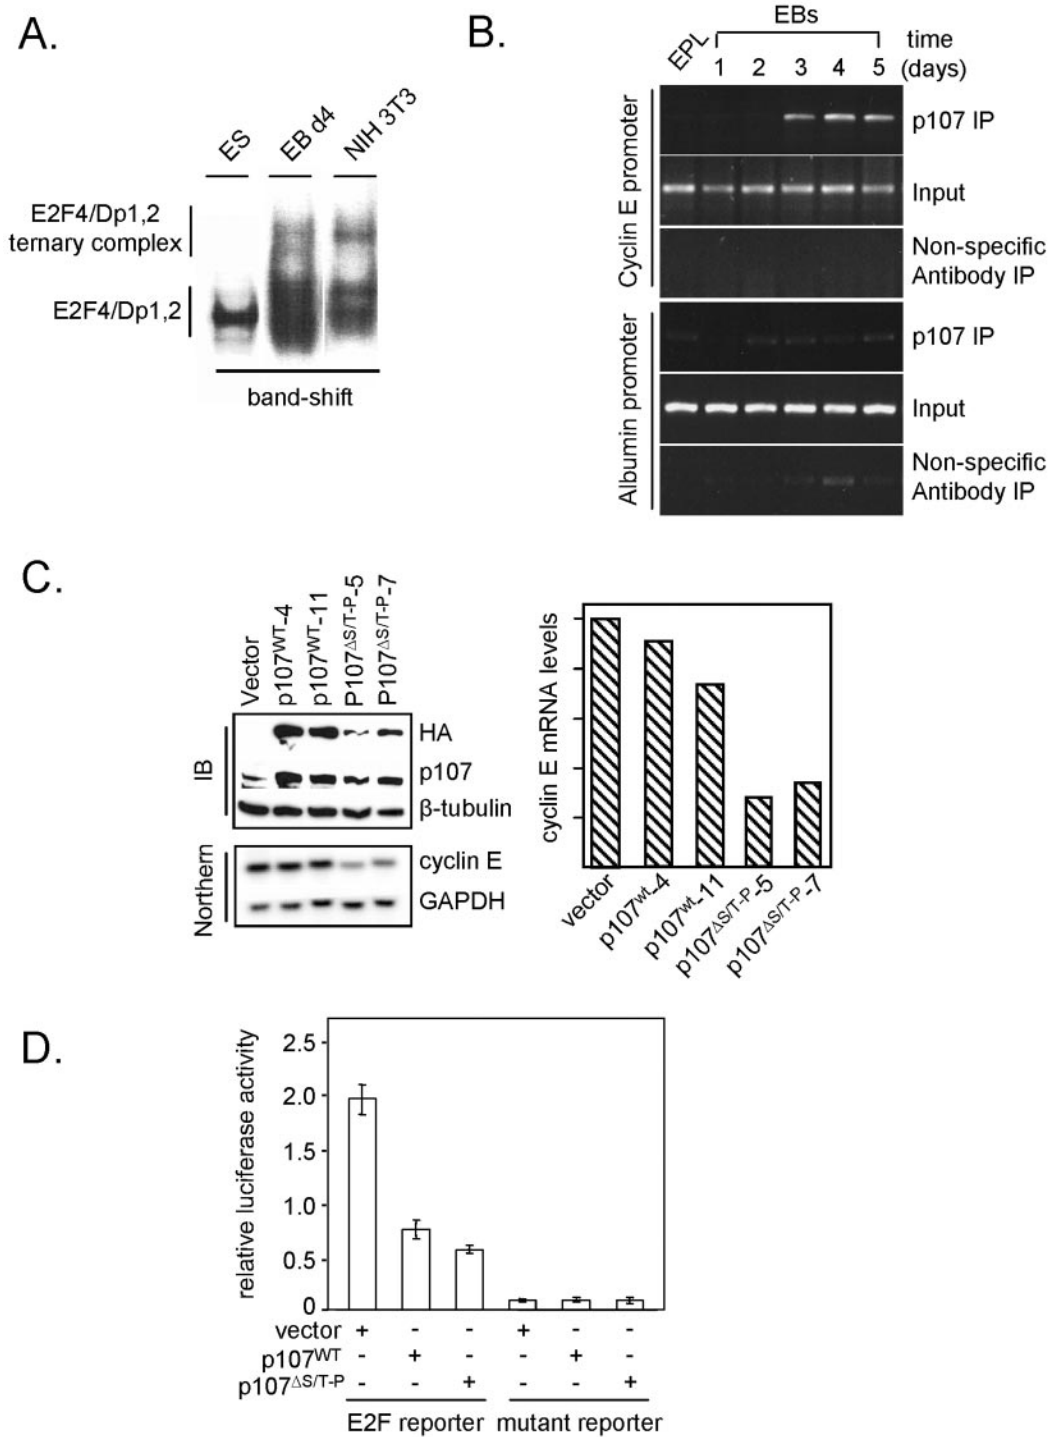 A.
ES
EB d4
NIH 3T3
E2F4/Dp1,2
ternary complex
E2F4/Dp1,2
band-shift
B.
EBs
EPL
1 2 3 4 5
time
(days)
Cyclin E promoter
p107 IP
Input
Non-specific
Antibody IP
Albumin promoter
p107 IP
Input
Non-specific
Antibody IP
C.
Vector
p107WT-4
p107WT-11
P107ΔS/T-P-5
P107ΔS/T-P-7
IB
HA
p107
β-tubulin
Northern
cyclin E
GAPDH
cyclin E mRNA levels
vector
p107wt-4
p107wt-11
p107ΔS/T-P-5
p107ΔS/T-P-7
D.
relative luciferase activity
2.5
2.0
1.5
1.0
0.5
0
vector + - - + - -
p107WT - + - - + -
p107ΔS/T-P - - + - - +
E2F reporter mutant reporter